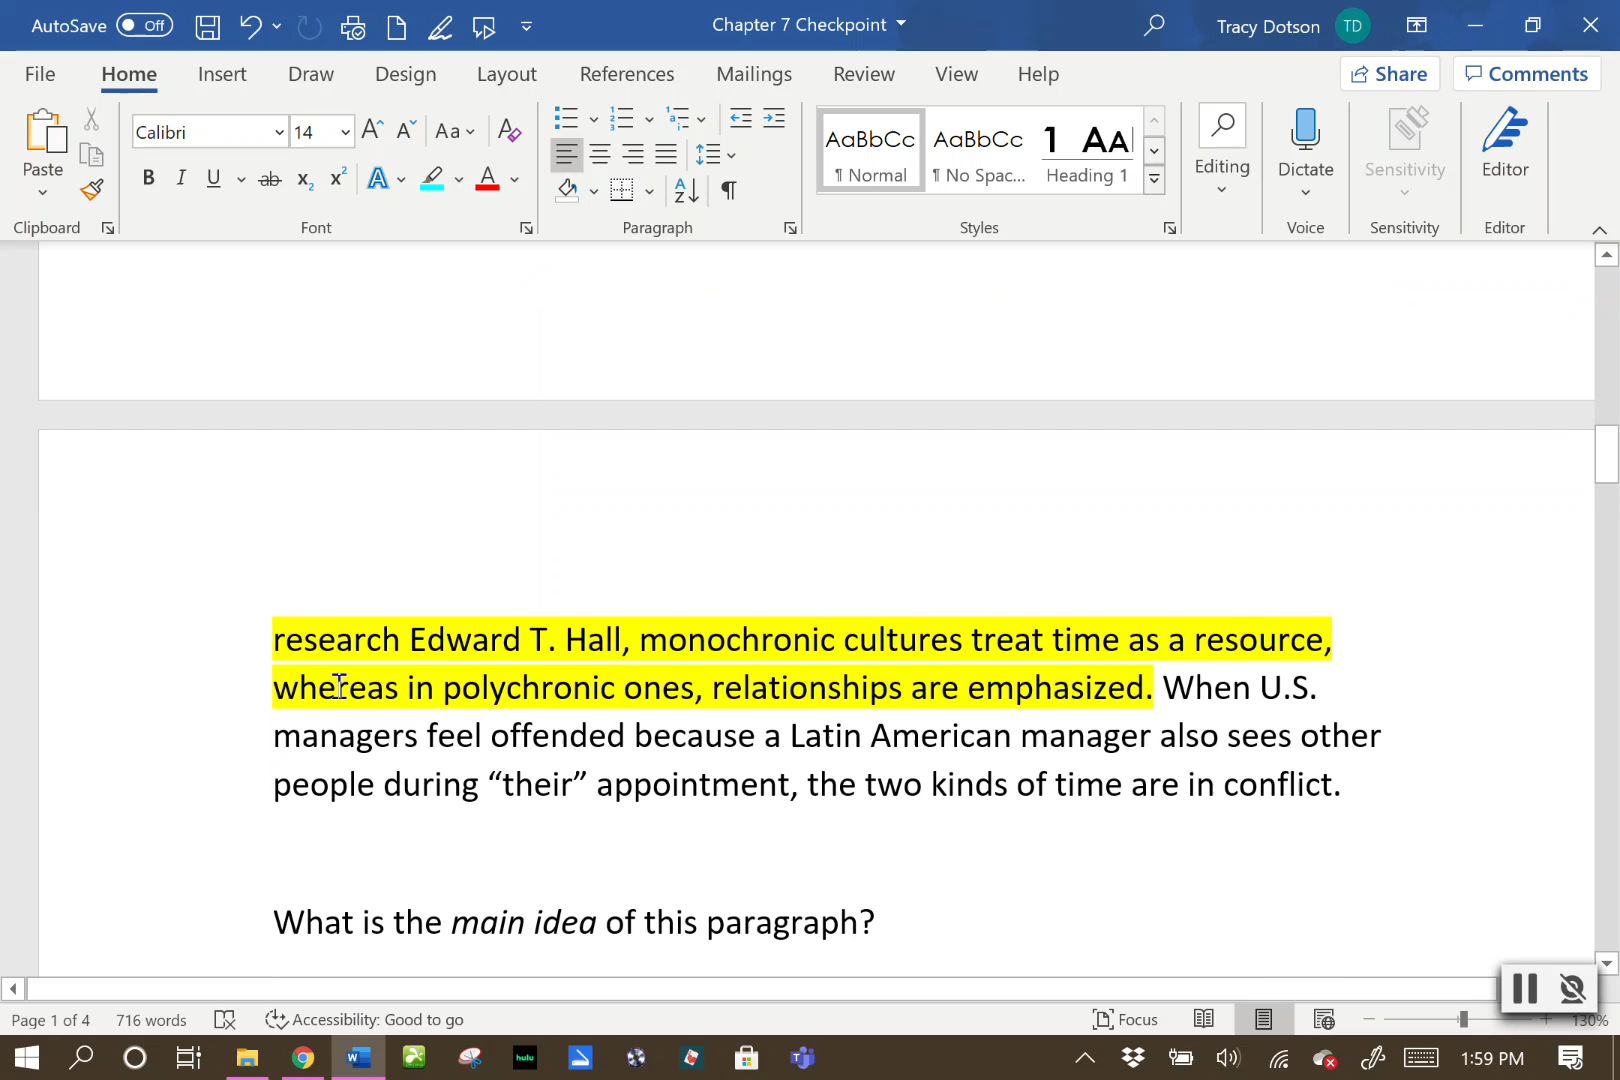 AutoSave Off Chapter 7 Checkpoint Tracy Dotson TD
File Home Insert Draw Design Layout References Mailings Review View Help Share Comments
Paste
Calibri 14 Aa
AaBbCc AaBbCc 1 AA
¶ Normal ¶ No Spac... Heading 1
Editing Dictate Sensitivity Editor
Clipboard Font Paragraph Styles Voice Sensitivity Editor
research Edward T. Hall, monochronic cultures treat time as a resource,
whereas in polychronic ones, relationships are emphasized. When U.S.
managers feel offended because a Latin American manager also sees other
people during “their” appointment, the two kinds of time are in conflict.
What is the main idea of this paragraph?
Page 1 of 4 716 words Accessibility: Good to go Focus 130%
hulu 1:59 PM